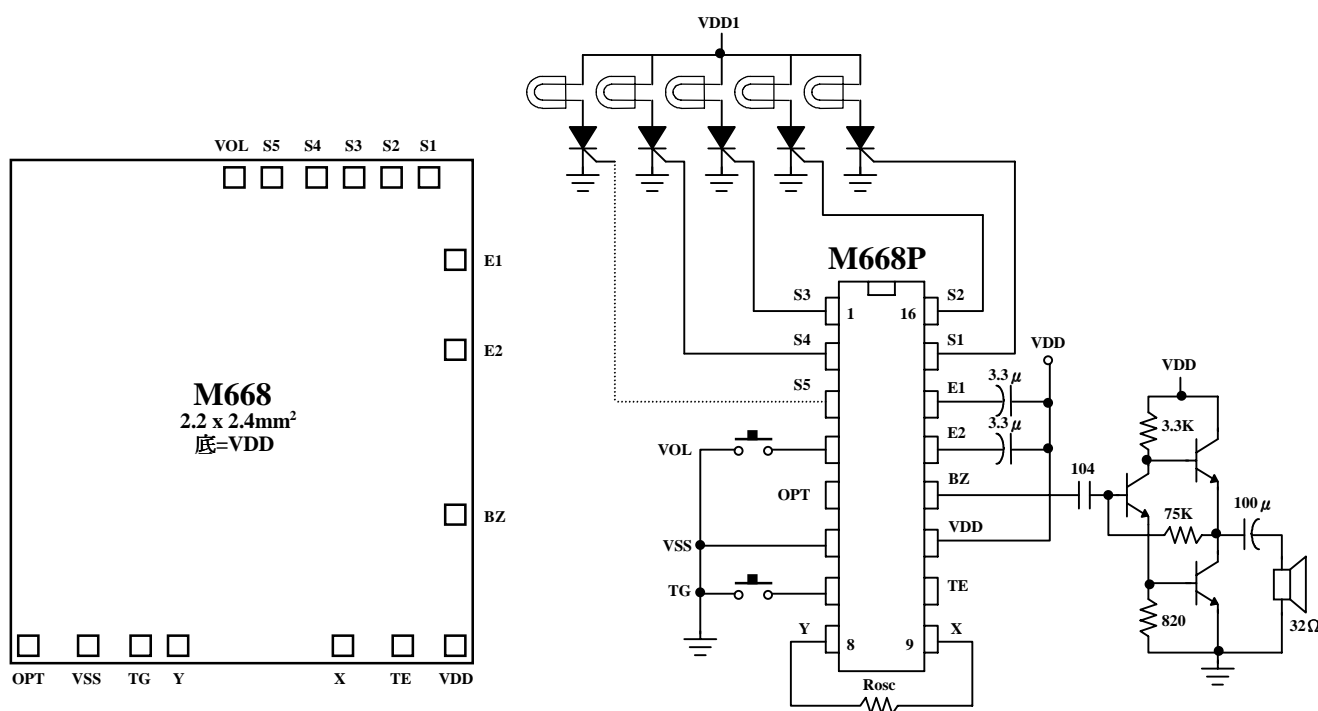 VDD1
VOL S5 S4 S3 S2 S1
E1
E2
M668
2.2 x 2.4mm²
底=VDD
BZ
OPT VSS TG Y X TE VDD
M668P
S3 1 16 S2
S4 S1
S5 E1 3.3μ VDD
VOL E2 3.3μ
OPT BZ
VSS VDD
TG TE
Y 8 9 X
Rosc
VDD
3.3K
104
75K
100μ
820
32Ω